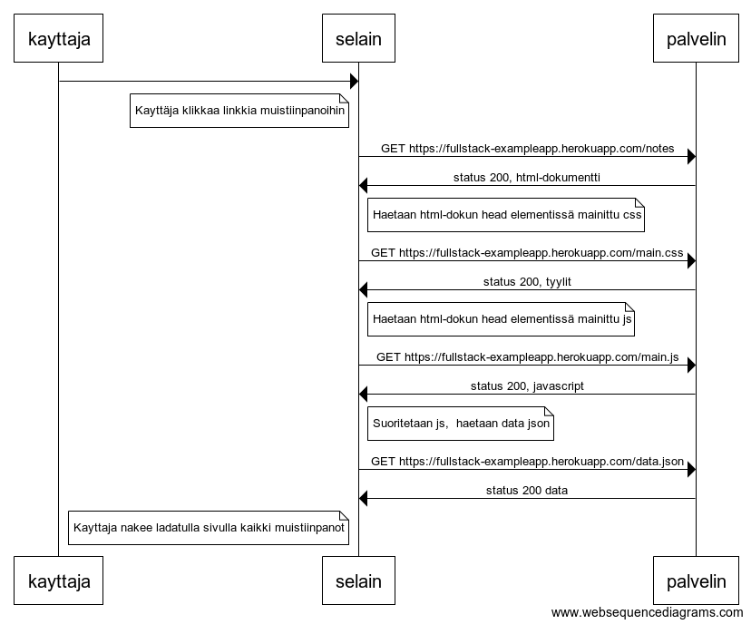 kayttaja
selain
palvelin
Kayttäja klikkaa linkkia muistiinpanoihin
GET https://fullstack-exampleapp.herokuapp.com/notes
status 200, html-dokumentti
Haetaan html-dokun head elementissä mainittu css
GET https://fullstack-exampleapp.herokuapp.com/main.css
status 200, tyylit
Haetaan html-dokun head elementissä mainittu js
GET https://fullstack-exampleapp.herokuapp.com/main.js
status 200, javascript
Suoritetaan js,  haetaan data json
GET https://fullstack-exampleapp.herokuapp.com/data.json
status 200 data
Kayttaja nakee ladatulla sivulla kaikki muistiinpanot
kayttaja
selain
palvelin
www.websequencediagrams.com